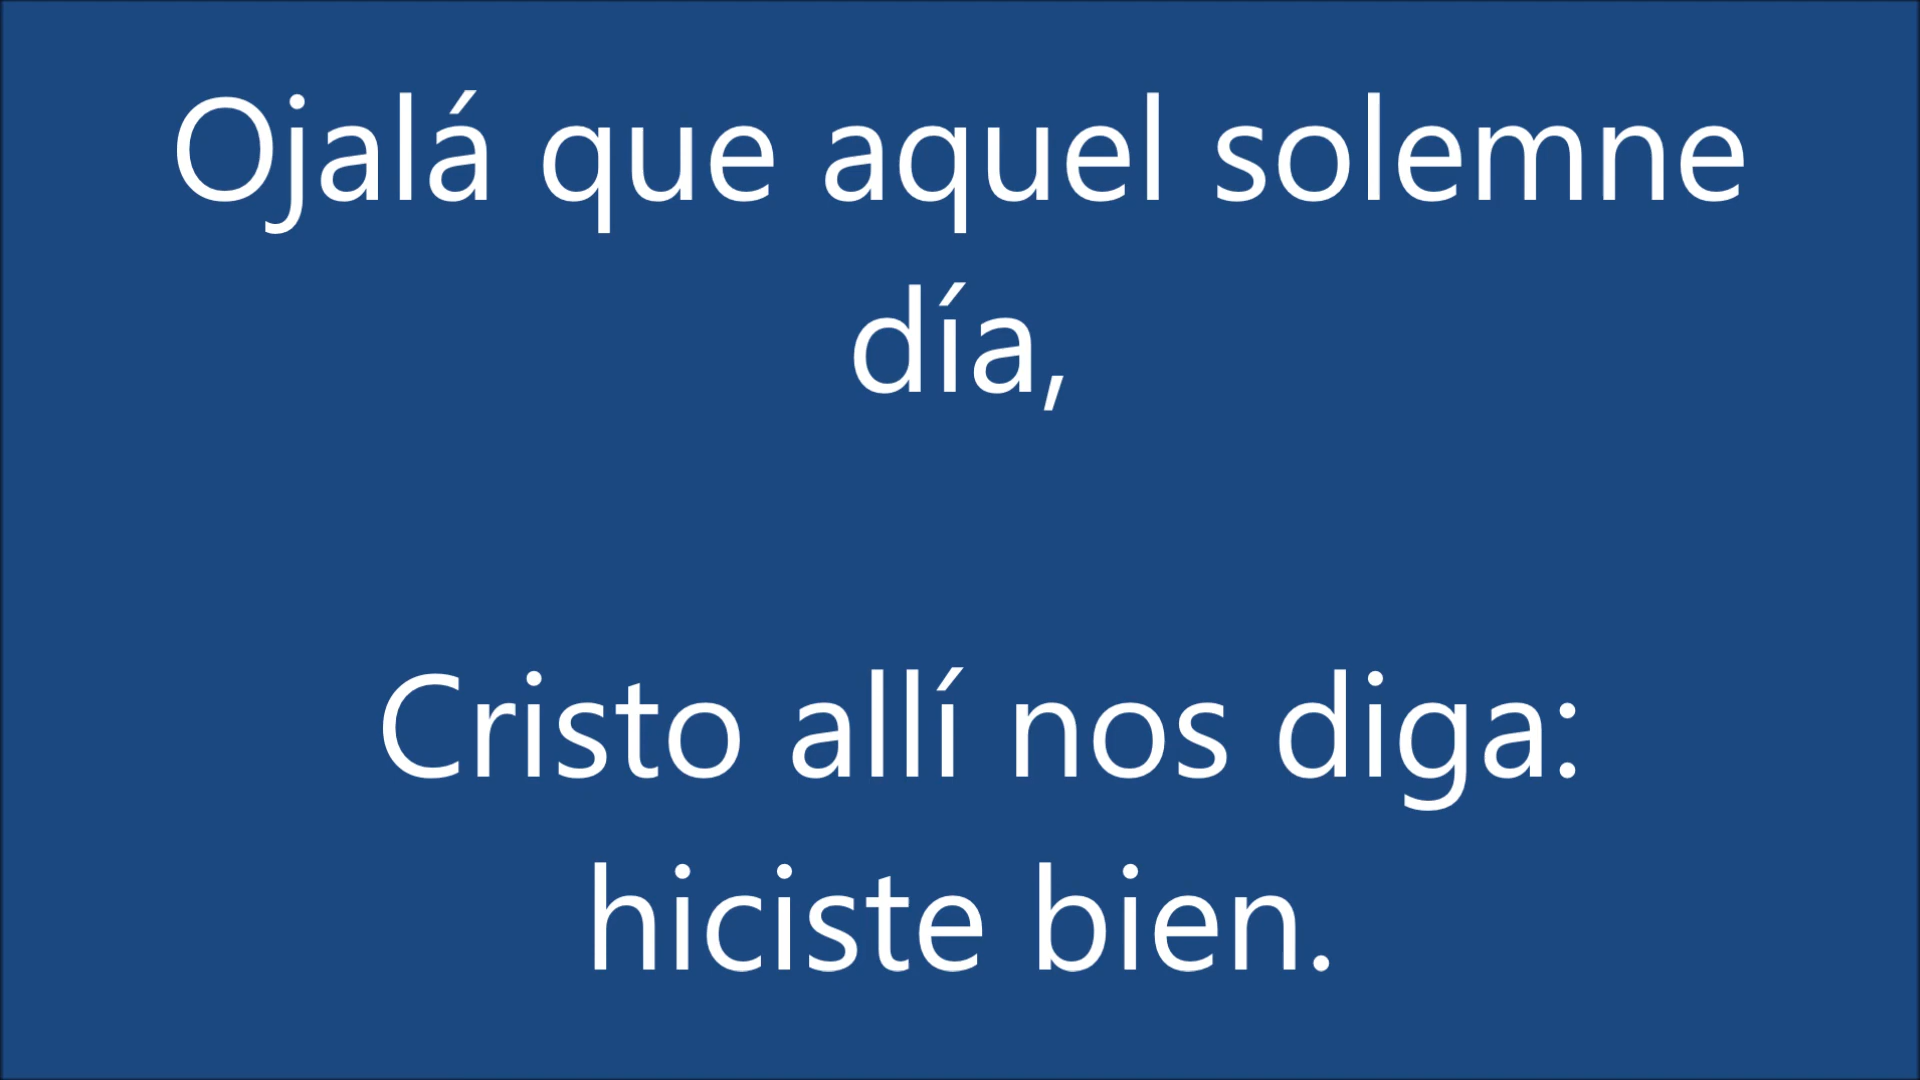 Ojalá que aquel solemne
día,
Cristo allí nos diga:
hiciste bien.